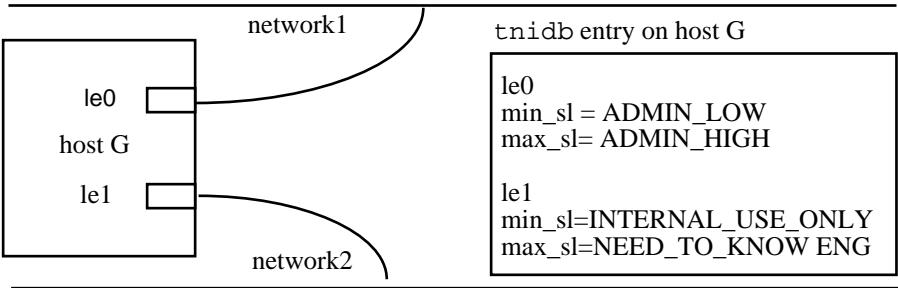 network1
le0
host G
le1
network2
tnidb entry on host G
le0
min_sl = ADMIN_LOW
max_sl= ADMIN_HIGH
le1
min_sl=INTERNAL_USE_ONLY
max_sl=NEED_TO_KNOW ENG